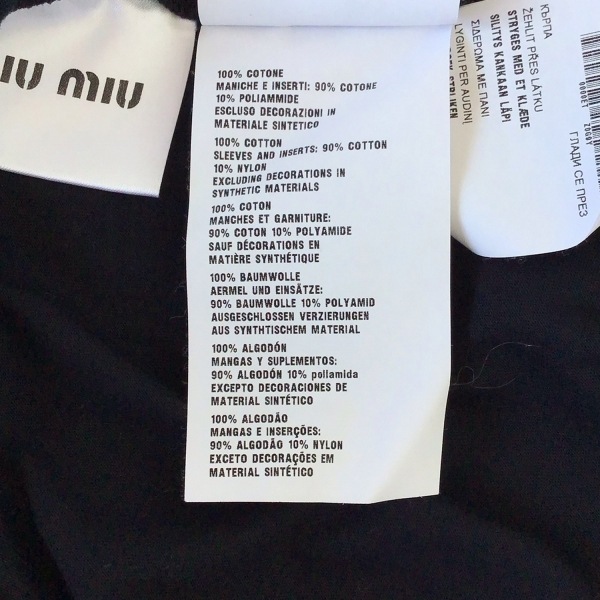 IU MIU
100% COTONE
MANICHE E INSERTI: 90% COTONE
10% POLIAMMIDE
ESCLUSO DECORAZIONI IN
MATERIALE SINTETICO
100% COTTON
SLEEVES AND INSERTS: 90% COTTON
10% NYLON
EXCLUDING DECORATIONS IN
SYNTHETIC MATERIALS
100% COTON
MANCHES ET GARNITURE:
90% COTON 10% POLYAMIDE
SAUF DÉCORATIONS EN
MATIÈRE SYNTHÉTIQUE
100% BAUMWOLLE
AERMEL UND EINSÄTZE:
90% BAUMWOLLE 10% POLYAMID
AUSGESCHLOSSEN VERZIERUNGEN
AUS SYNTHTISCHEM MATERIAL
100% ALGODÓN
MANGAS Y SUPLEMENTOS:
90% ALGODÓN 10% poliamida
EXCEPTO DECORACIONES DE
MATERIAL SINTÉTICO
100% ALGODÃO
MANGAS E INSERÇÕES:
90% ALGODÃO 10% NYLON
EXCETO DECORAÇÕES EM
MATERIAL SINTÉTICO
КЪРПА
ŽEHLIT PŘES LÁTKU
STRYGES MED ET KLÆDE
SILITYS KANKAAN LÄPI
ΣΙΔΕΡΩΜΑ ΜΕ ΠΑΝΙ
LYGINTI PER AUDINĮ
ГЛАДИ СЕ ПРЕЗ